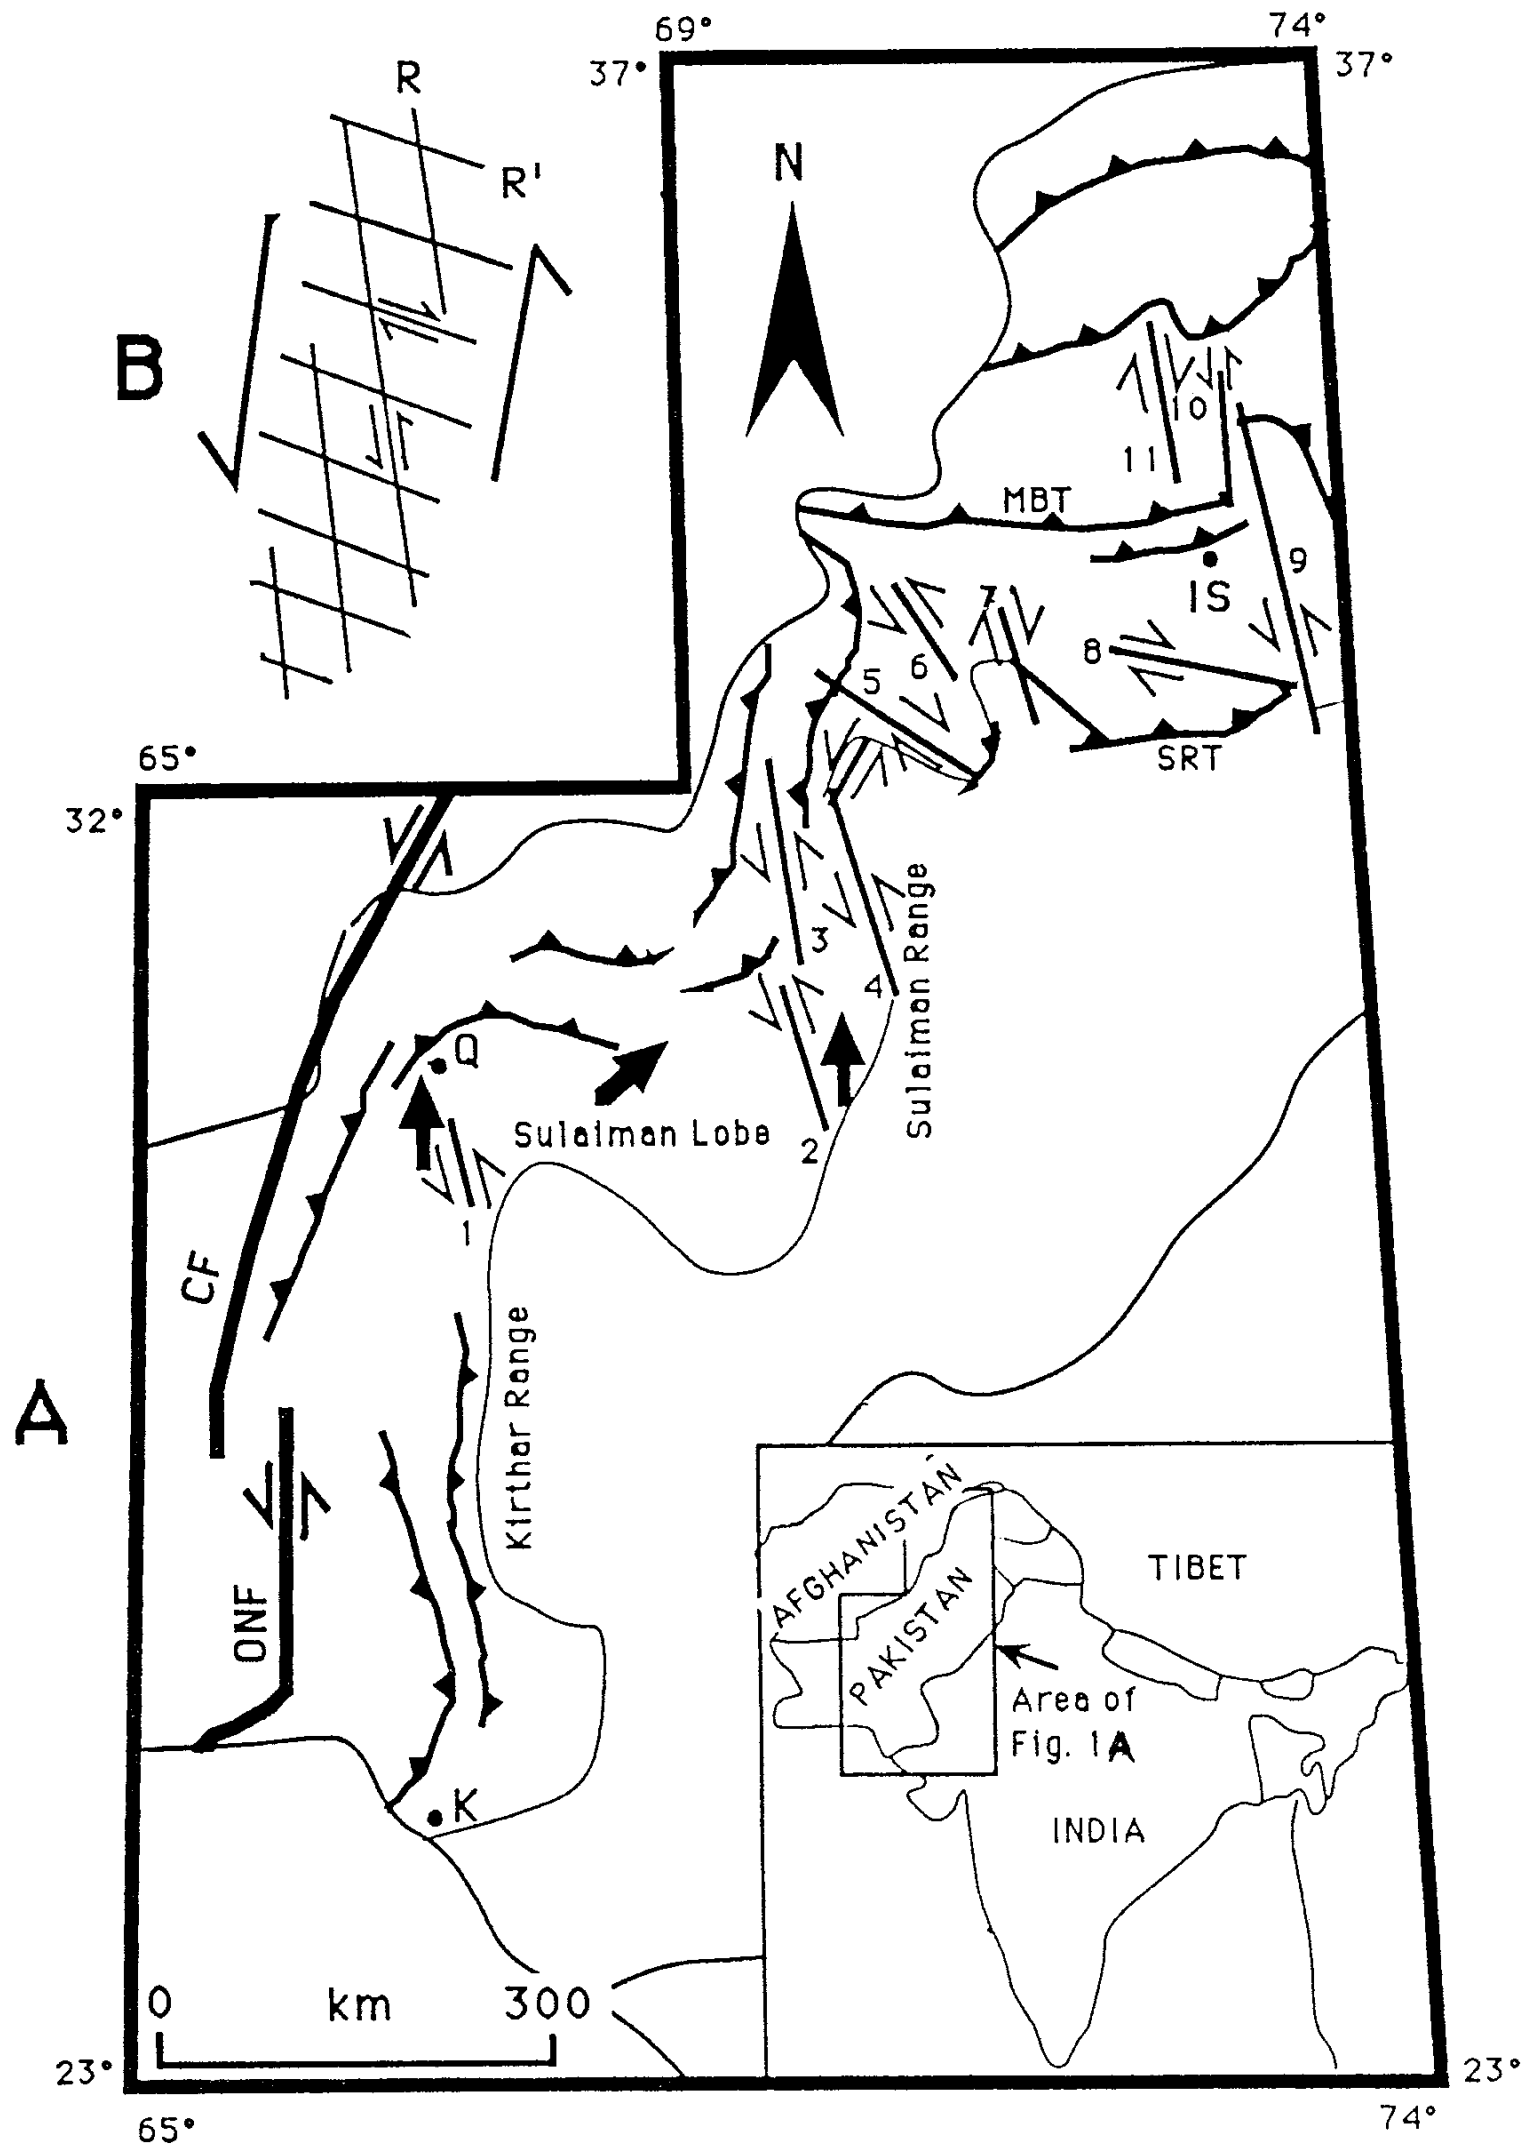 69°
74°
37°
37°
R
R'
N
B
10
11
MBT
9
IS
7
8
6
5
SRT
65°
32°
3
4
Sulaiman Range
Q
Sulaiman Lobe
2
1
CF
Kirthar Range
A
ONF
AFGHANISTAN
TIBET
PAKISTAN
Area of
Fig. 1A
INDIA
K
0 km 300
23°
23°
65°
74°